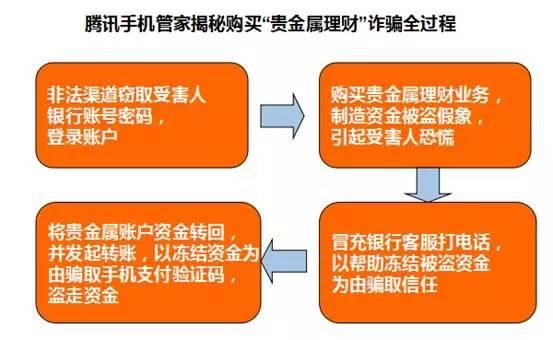 腾讯手机管家揭秘购买“贵金属理财”诈骗全过程
非法渠道窃取受害人
银行账号密码，
登录账户
购买贵金属理财业务，
制造资金被盗假象，
引起受害人恐慌
冒充银行客服打电话，
以帮助冻结被盗资金
为由骗取信任
将贵金属账户资金转回，
并发起转账，以冻结资金为
由骗取手机支付验证码，
盗走资金